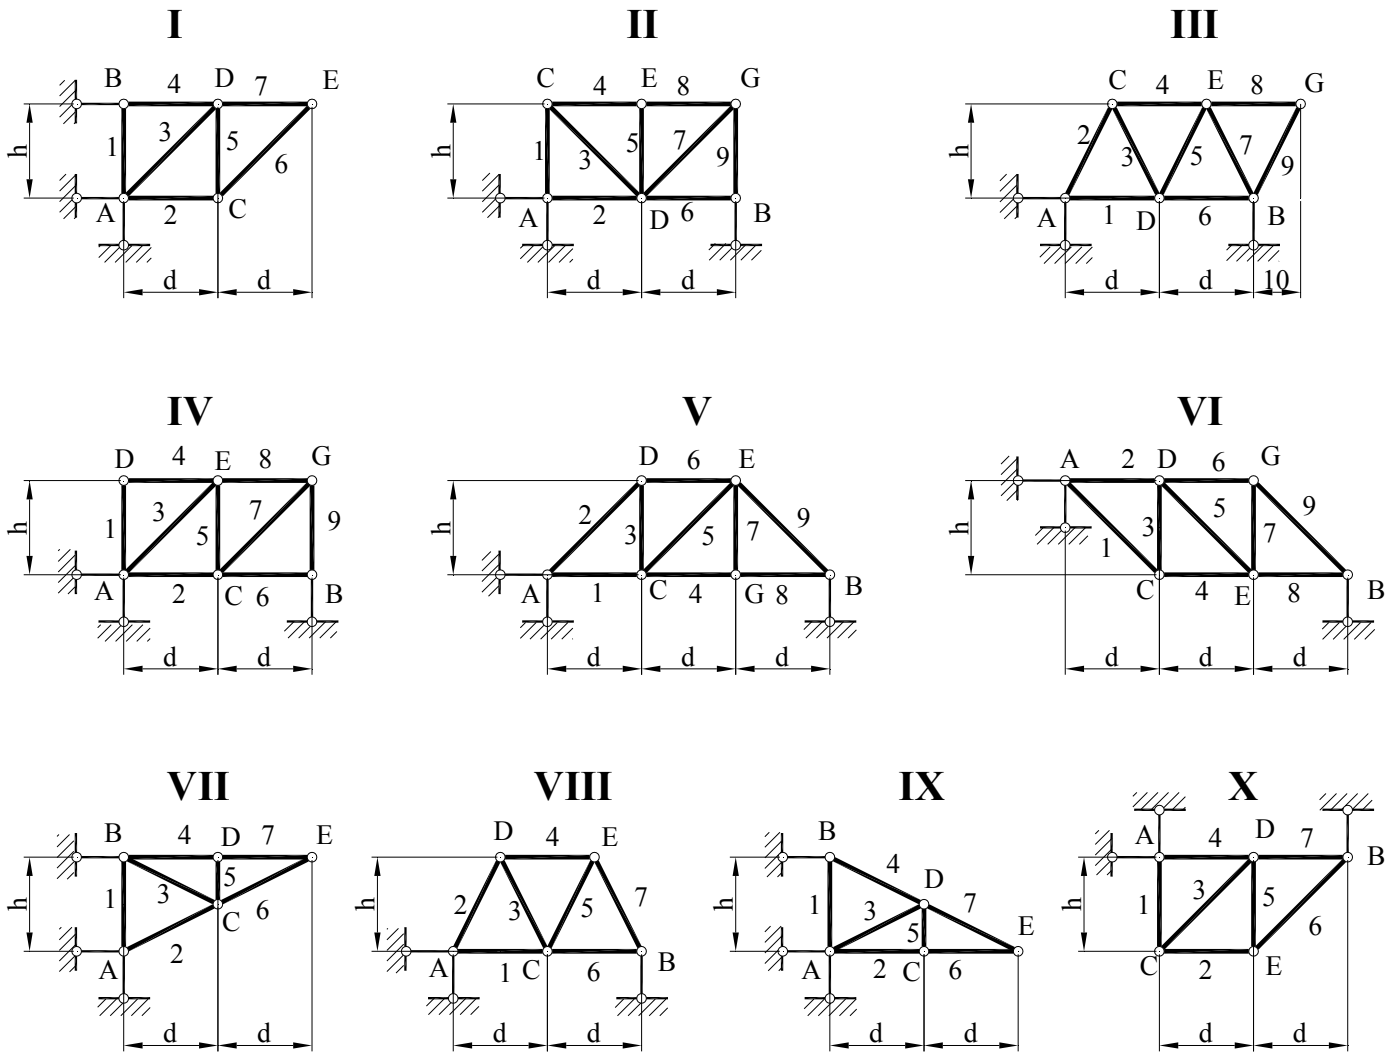 I II III
B 4 D 7 E C 4 E 8 G C 4 E 8 G
h 1 3 5 6 h 1 3 5 7 9 h 2 3 5 7 9
A 2 C A 2 D 6 B A 1 D 6 B
d d d d d d 10
IV V VI
D 4 E 8 G D 6 E A 2 D 6 G
h 1 3 5 7 9 h 2 3 5 7 9 h 1 3 5 7 9
A 2 C 6 B A 1 C 4 G 8 B C 4 E 8 B
d d d d d d d d
VII VIII IX X
B 4 D 7 E D 4 E B 4 D 7 A 4 D 7 B
h 1 3 5 6 h 2 3 5 7 h 1 3 5 E h 1 3 5 6
A 2 C A 1 C 6 B A 2 C 6 C 2 E
d d d d d d d d